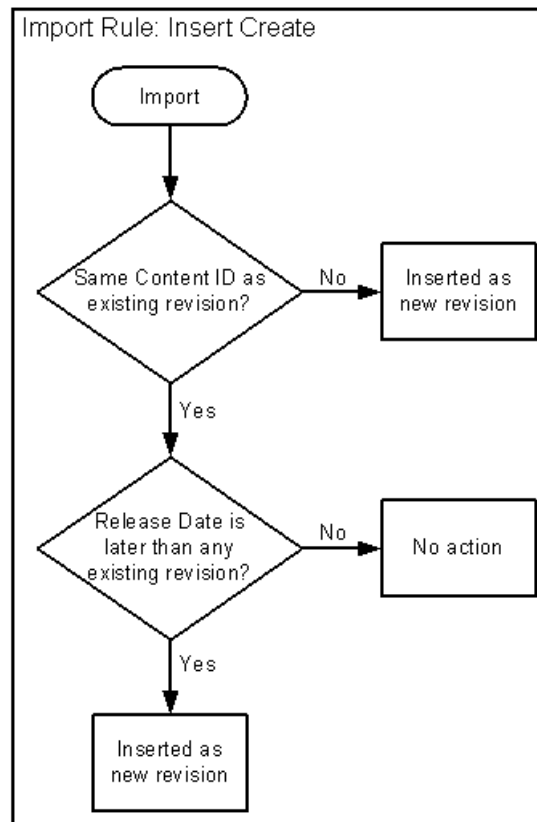 Import Rule: Insert Create
Import
Same Content ID as
existing revision?
No
Inserted as
new revision
Yes
Release Date is
later than any
existing revision?
No
No action
Yes
Inserted as
new revision